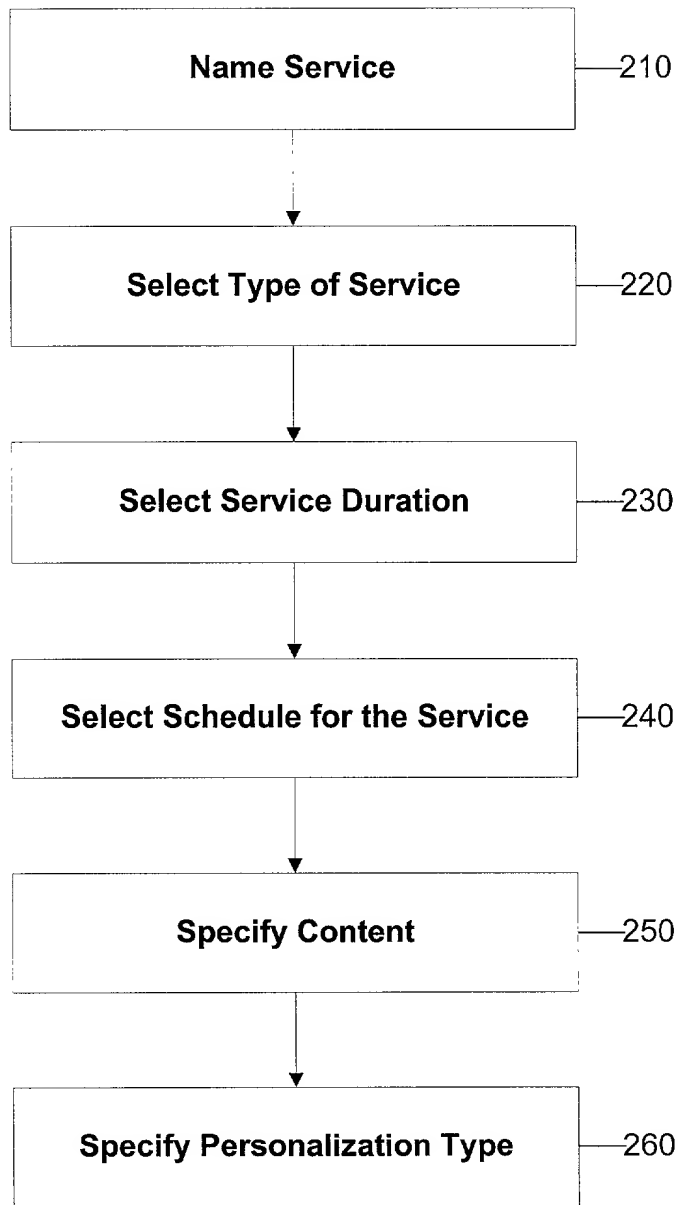 Name Service 210
Select Type of Service 220
Select Service Duration 230
Select Schedule for the Service 240
Specify Content 250
Specify Personalization Type 260